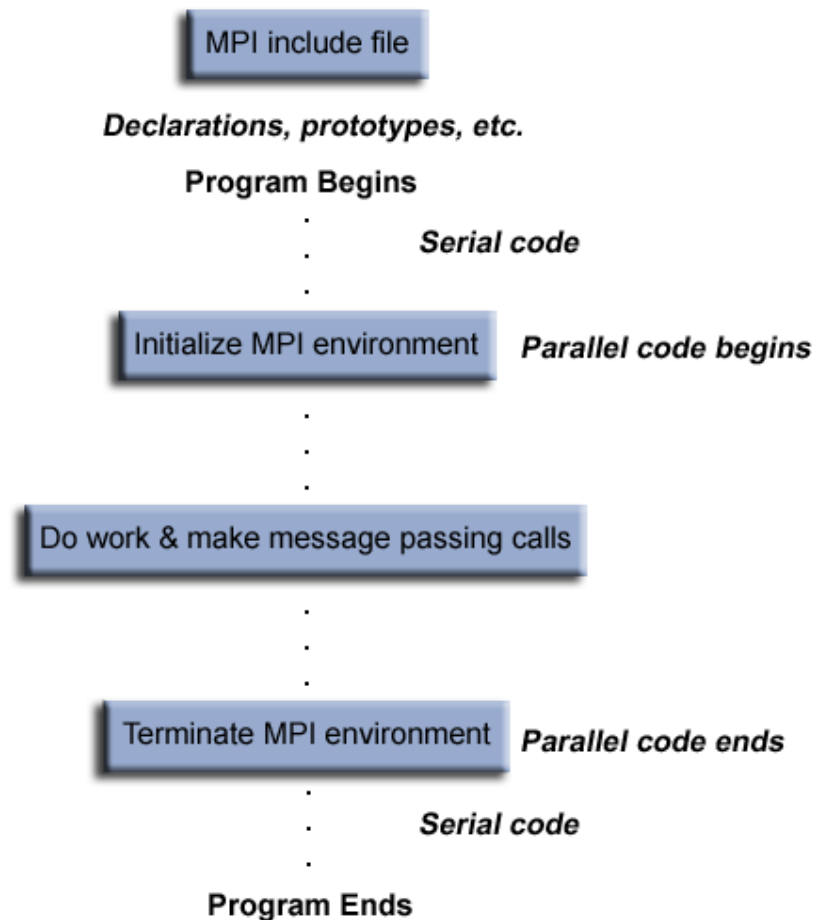 MPI include file
Declarations, prototypes, etc.
Program Begins
Serial code
Initialize MPI environment
Parallel code begins
Do work & make message passing calls
Terminate MPI environment
Parallel code ends
Serial code
Program Ends